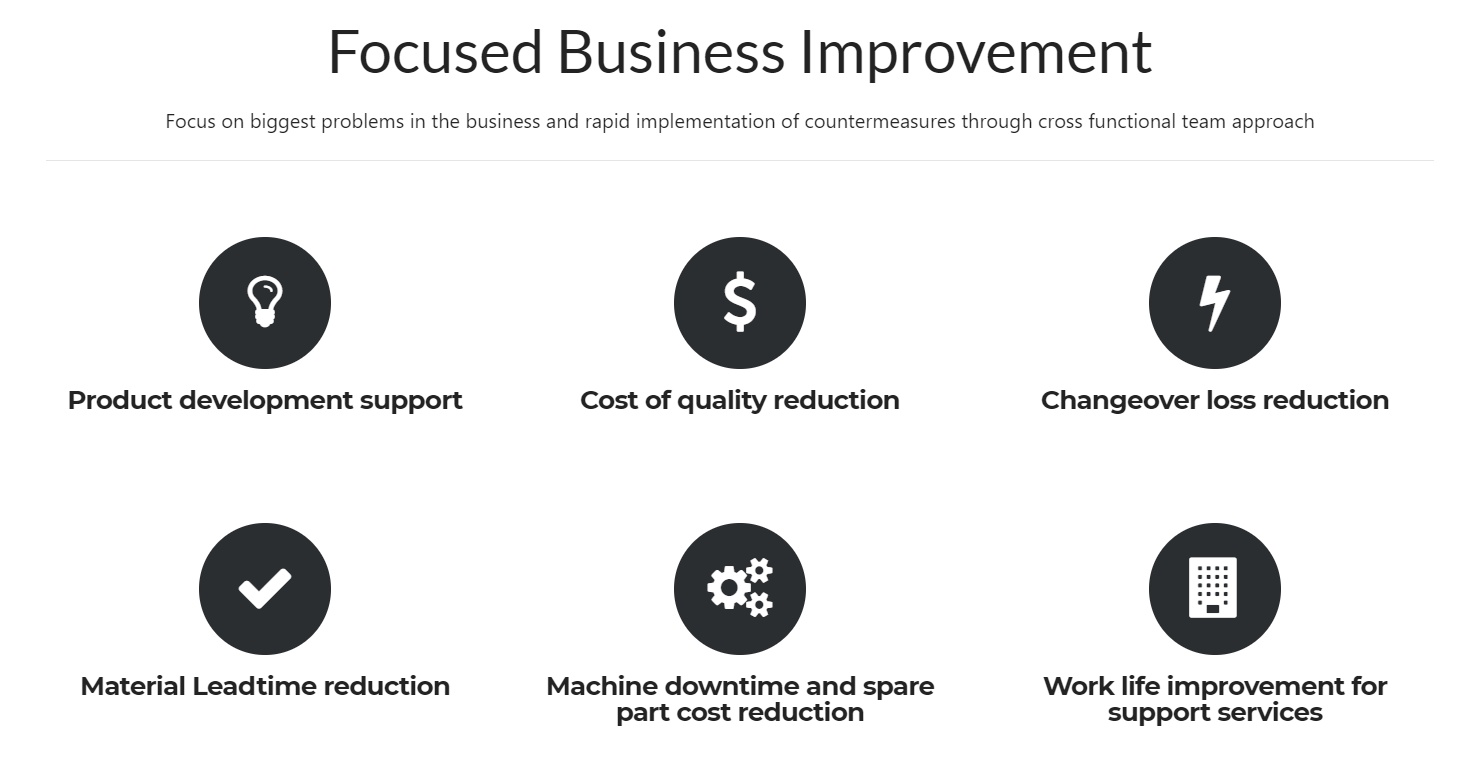 Focused Business Improvement
Focus on biggest problems in the business and rapid implementation of countermeasures through cross functional team approach
Product development support
Cost of quality reduction
Changeover loss reduction
Material Leadtime reduction
Machine downtime and spare
part cost reduction
Work life improvement for
support services